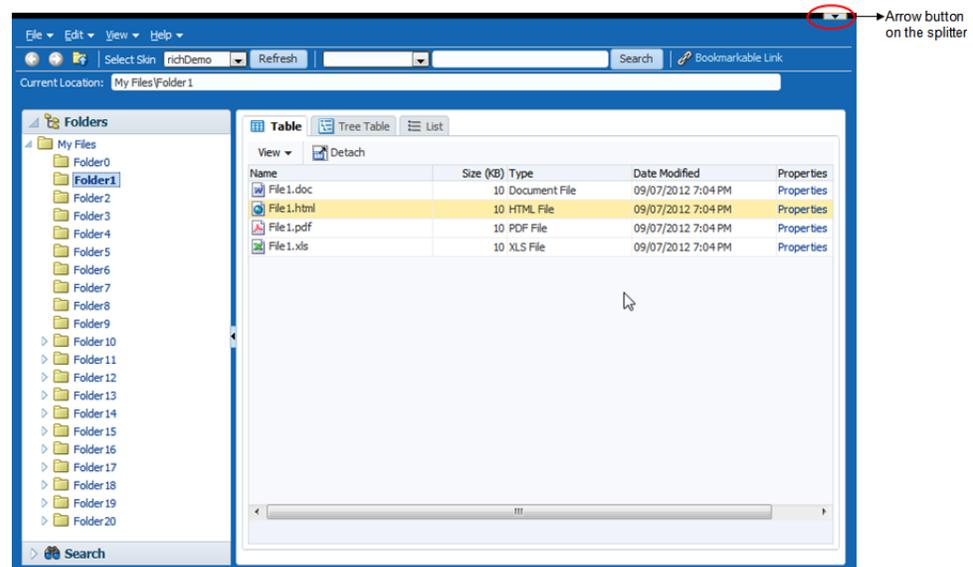 Arrow button
on the splitter
File Edit View Help
Select Skin richDemo Refresh Search Bookmarkable Link
Current Location: My Files\Folder1
Folders
My Files
Folder0
Folder1
Folder2
Folder3
Folder4
Folder5
Folder6
Folder7
Folder8
Folder9
Folder10
Folder11
Folder12
Folder13
Folder14
Folder15
Folder16
Folder17
Folder18
Folder19
Folder20
Search
Table Tree Table List
View Detach
Name Size (KB) Type Date Modified Properties
File1.doc 10 Document File 09/07/2012 7:04 PM Properties
File1.html 10 HTML File 09/07/2012 7:04 PM Properties
File1.pdf 10 PDF File 09/07/2012 7:04 PM Properties
File1.xls 10 XLS File 09/07/2012 7:04 PM Properties